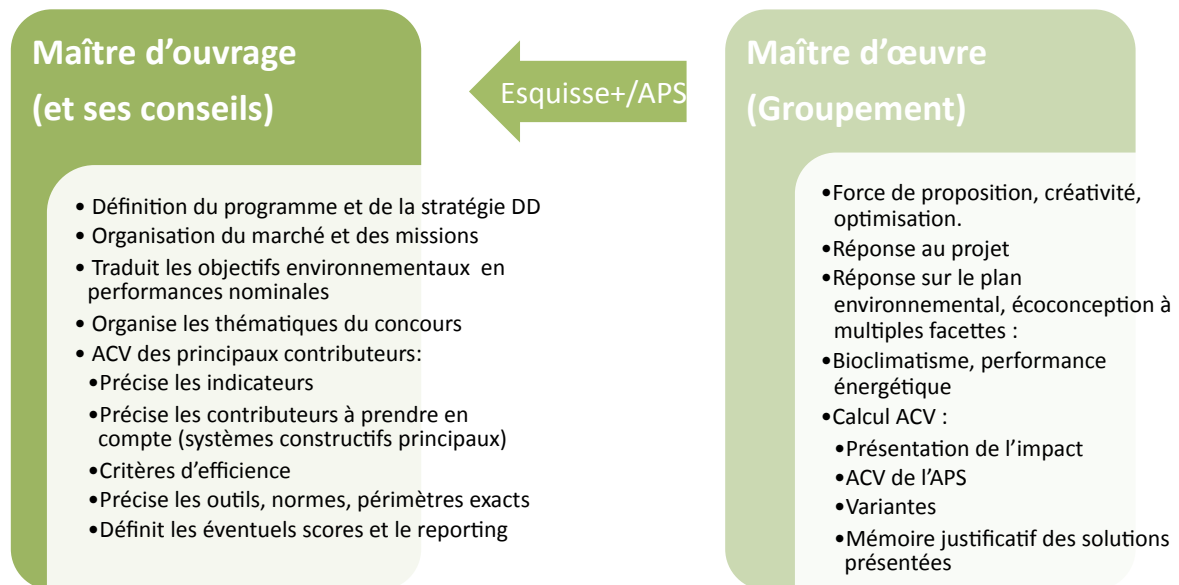 Maître d’ouvrage
(et ses conseils)
• Définition du programme et de la stratégie DD
• Organisation du marché et des missions
• Traduit les objectifs environnementaux en
performances nominales
• Organise les thématiques du concours
• ACV des principaux contributeurs:
•Précise les indicateurs
•Précise les contributeurs à prendre en
compte (systèmes constructifs principaux)
•Critères d’efficience
•Précise les outils, normes, périmètres exacts
•Définit les éventuels scores et le reporting
Esquisse+/APS
Maître d’œuvre
(Groupement)
•Force de proposition, créativité,
optimisation.
•Réponse au projet
•Réponse sur le plan
environnemental, écoconception à
multiples facettes :
•Bioclimatisme, performance
énergétique
•Calcul ACV :
•Présentation de l’impact
•ACV de l’APS
•Variantes
•Mémoire justificatif des solutions
présentées